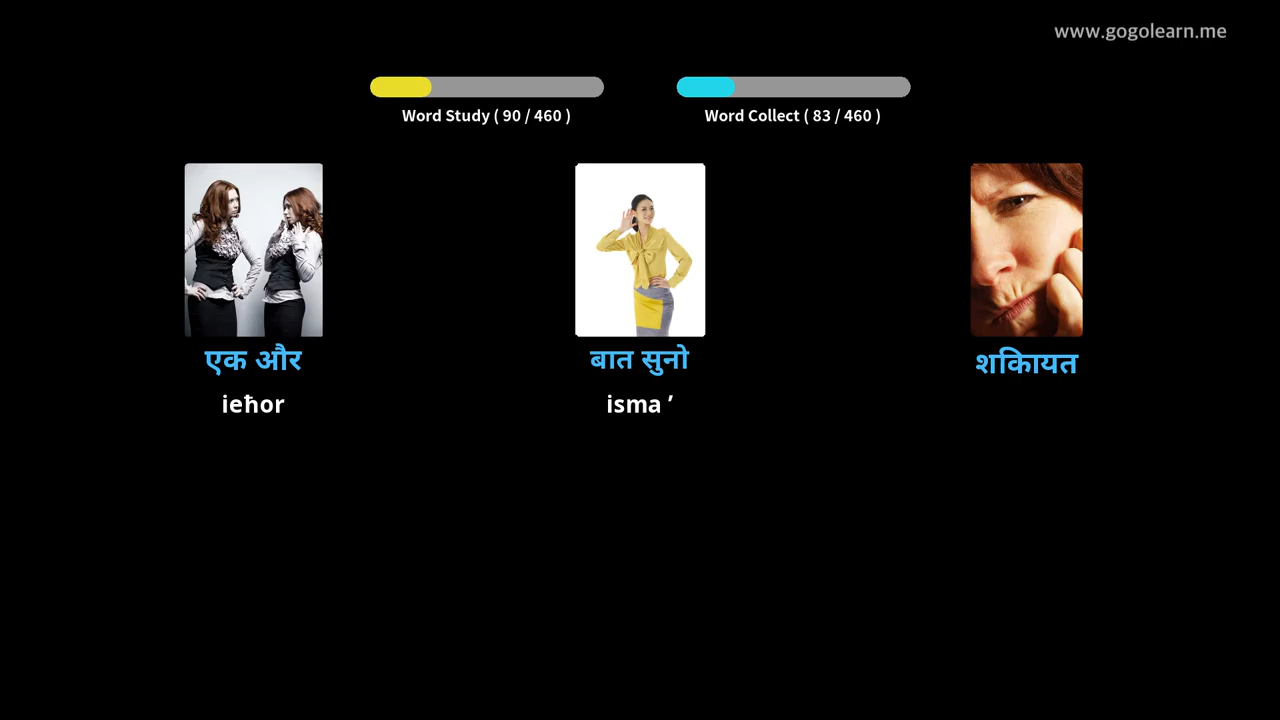 www.gogolearn.me
Word Study ( 90 / 460 )
Word Collect ( 83 / 460 )
एक और
बात सुनो
शकिायत
ieħor
isma ’